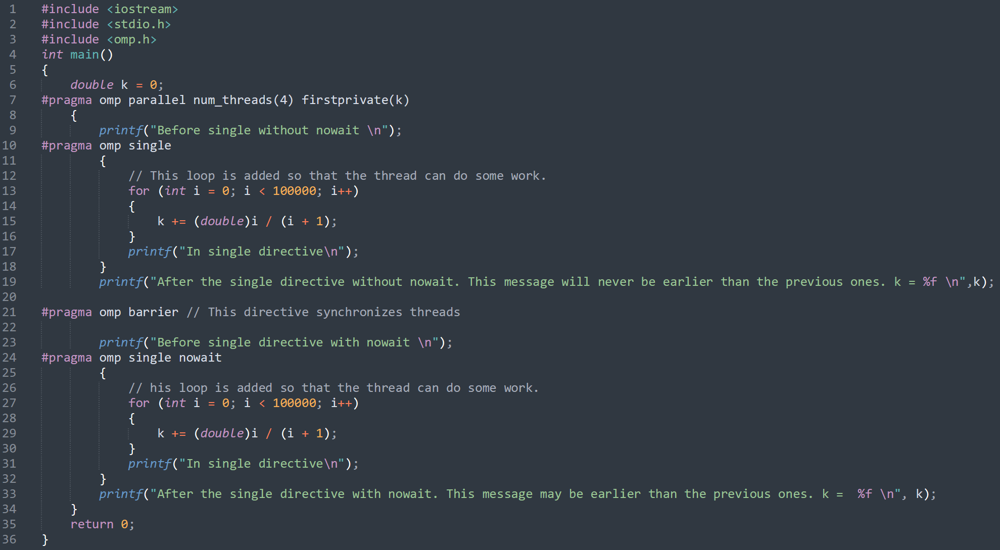 1 #include <iostream>
2 #include <stdio.h>
3 #include <omp.h>
4 int main()
5 {
6     double k = 0;
7 #pragma omp parallel num_threads(4) firstprivate(k)
8     {
9         printf("Before single without nowait \n");
10 #pragma omp single
11         {
12             // This loop is added so that the thread can do some work.
13             for (int i = 0; i < 100000; i++)
14             {
15                 k += (double)i / (i + 1);
16             }
17             printf("In single directive\n");
18         }
19         printf("After the single directive without nowait. This message will never be earlier than the previous ones. k = %f \n",k);
20
21 #pragma omp barrier // This directive synchronizes threads
22
23         printf("Before single directive with nowait \n");
24 #pragma omp single nowait
25         {
26             // his loop is added so that the thread can do some work.
27             for (int i = 0; i < 100000; i++)
28             {
29                 k += (double)i / (i + 1);
30             }
31             printf("In single directive\n");
32         }
33         printf("After the single directive with nowait. This message may be earlier than the previous ones. k =  %f \n", k);
34     }
35     return 0;
36 }